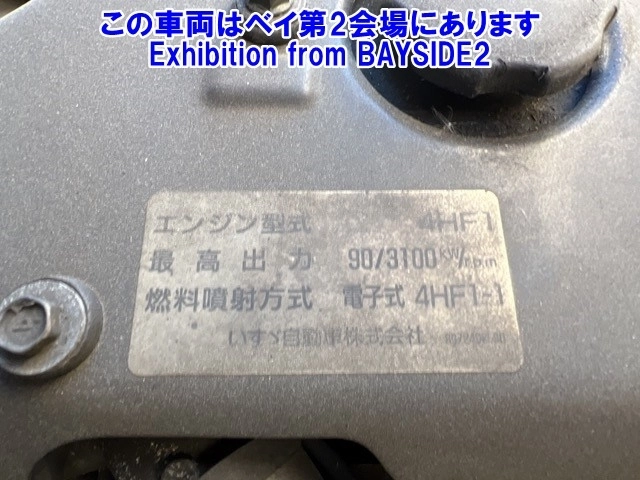 この車両はベイ第2会場にあります
Exhibition from BAYSIDE2
エンジン型式 4HF1
最高出力 90/3100 kW/rpm
燃料噴射方式 電子式 4HF1-1
いすゞ自動車株式会社